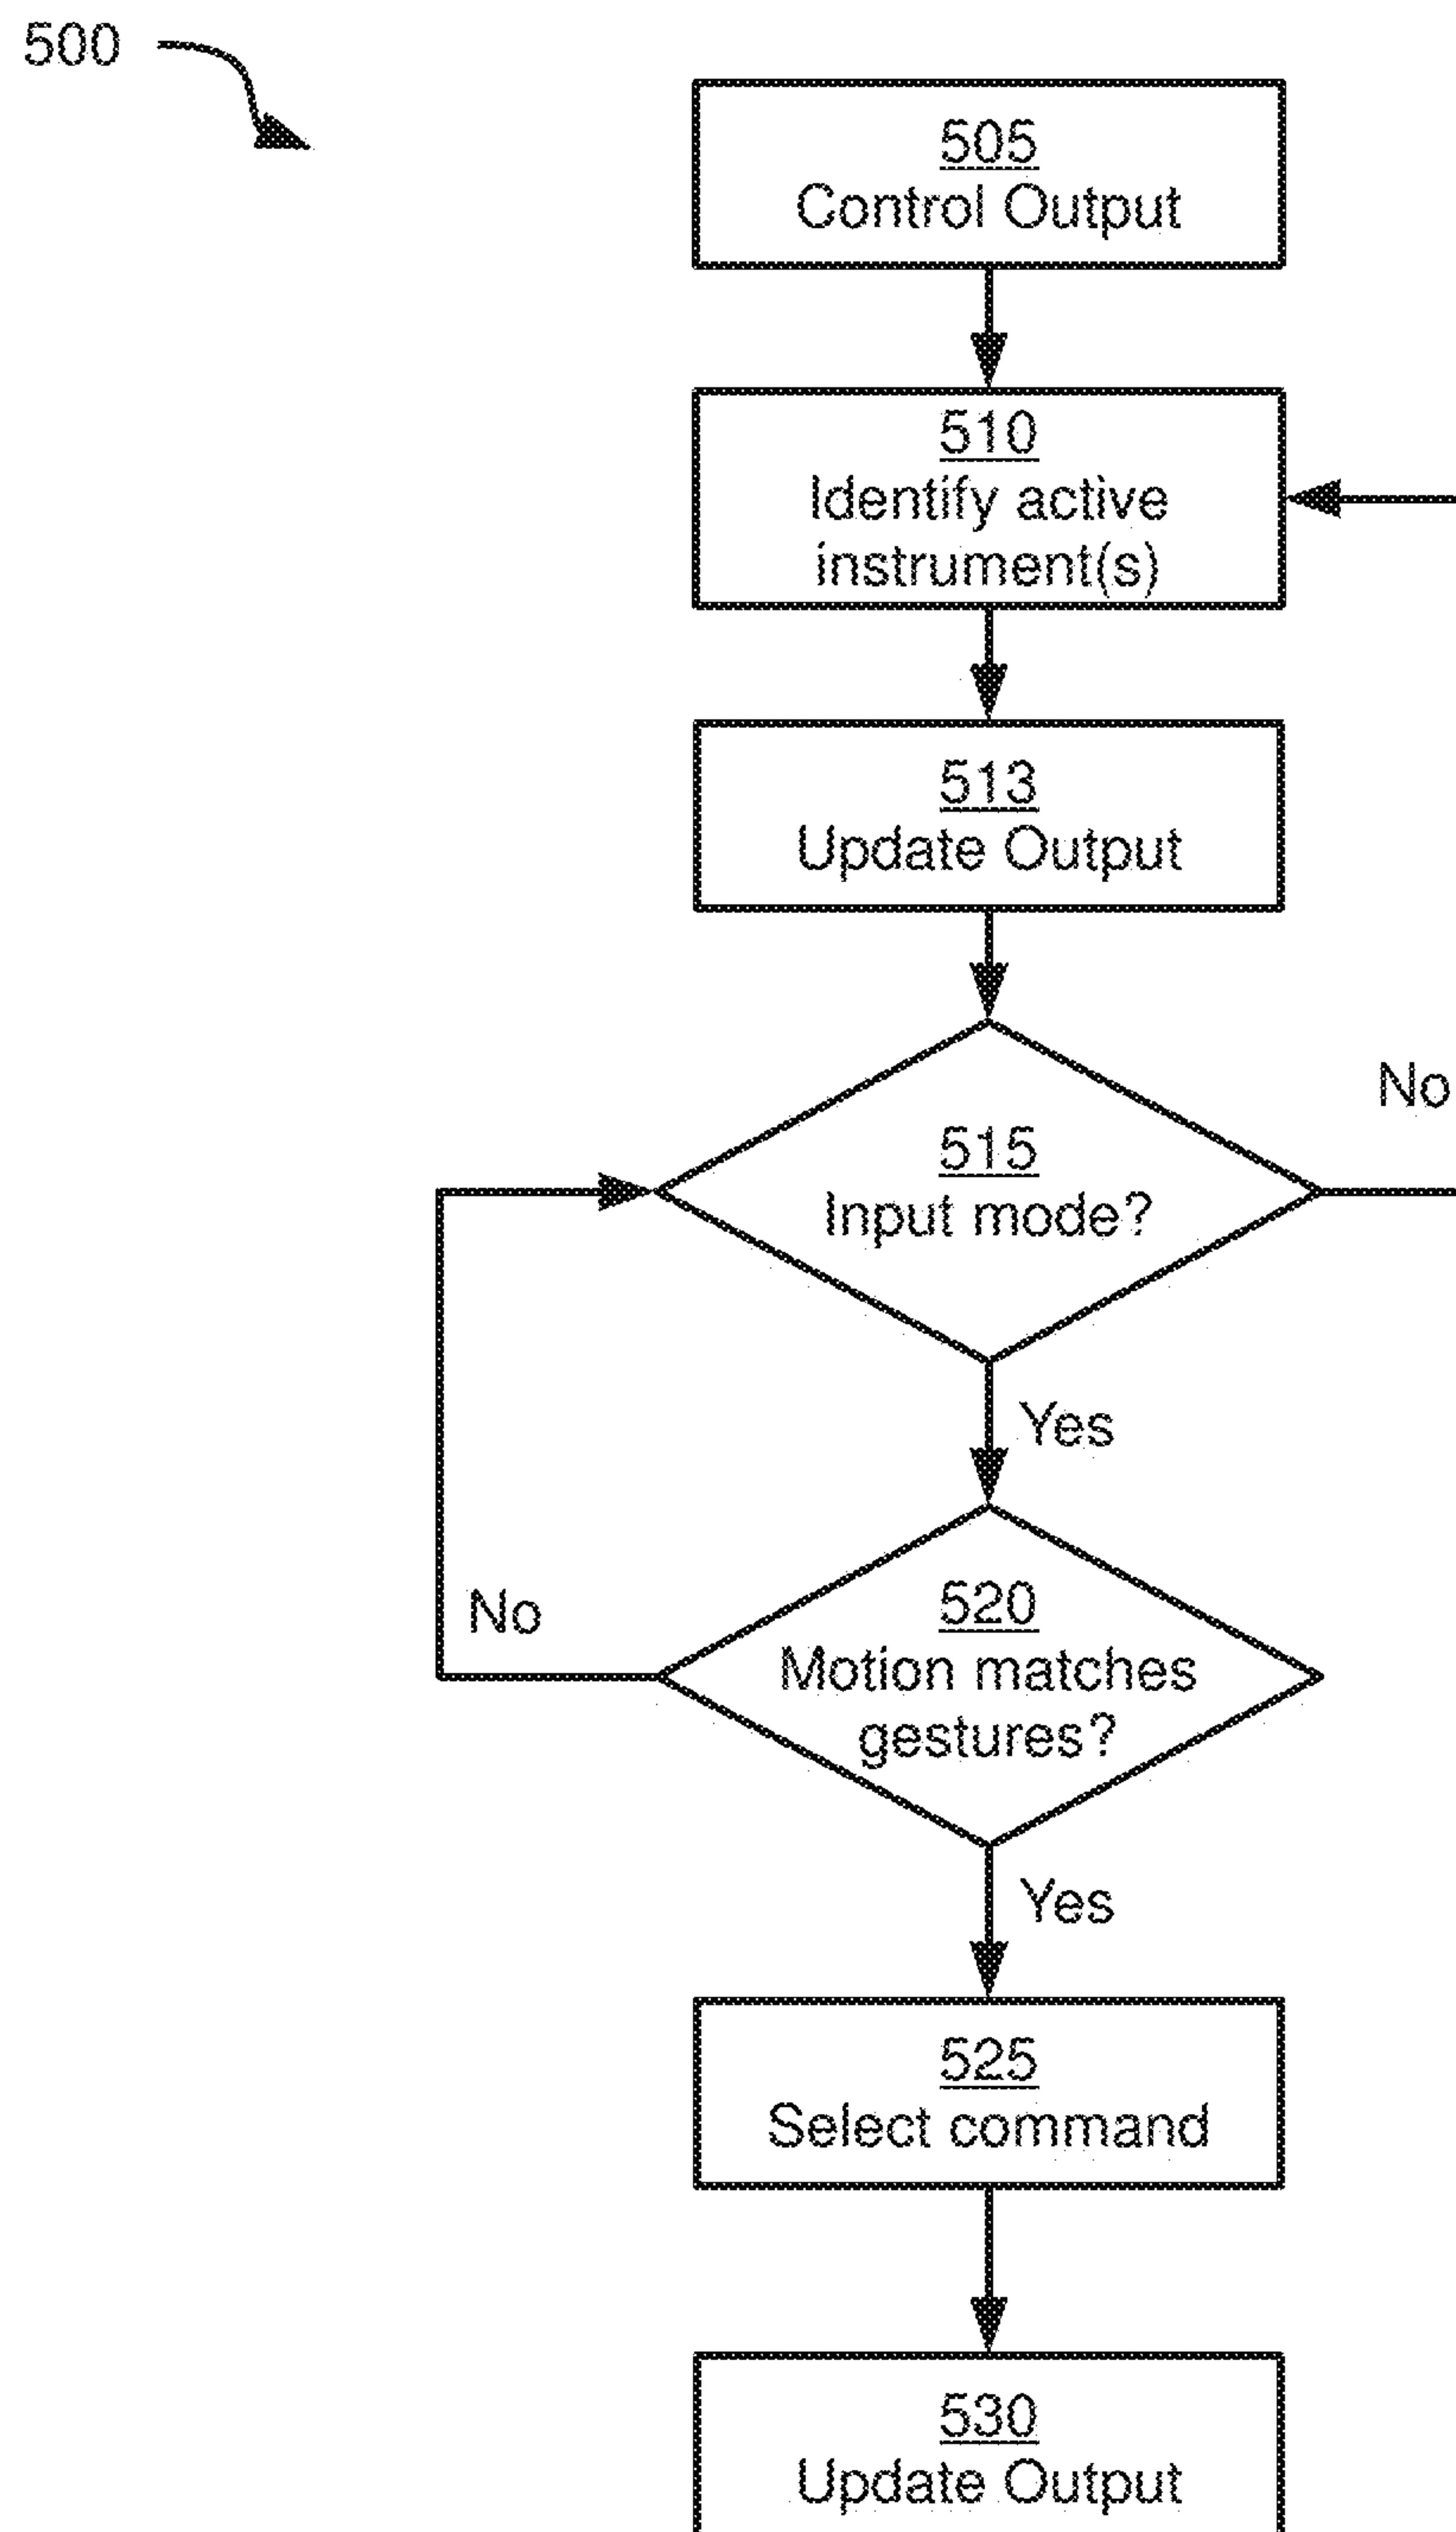 500
505
Control Output
510
Identify active
instrument(s)
513
Update Output
No
515
Input mode?
Yes
No
520
Motion matches
gestures?
Yes
525
Select command
530
Update Output